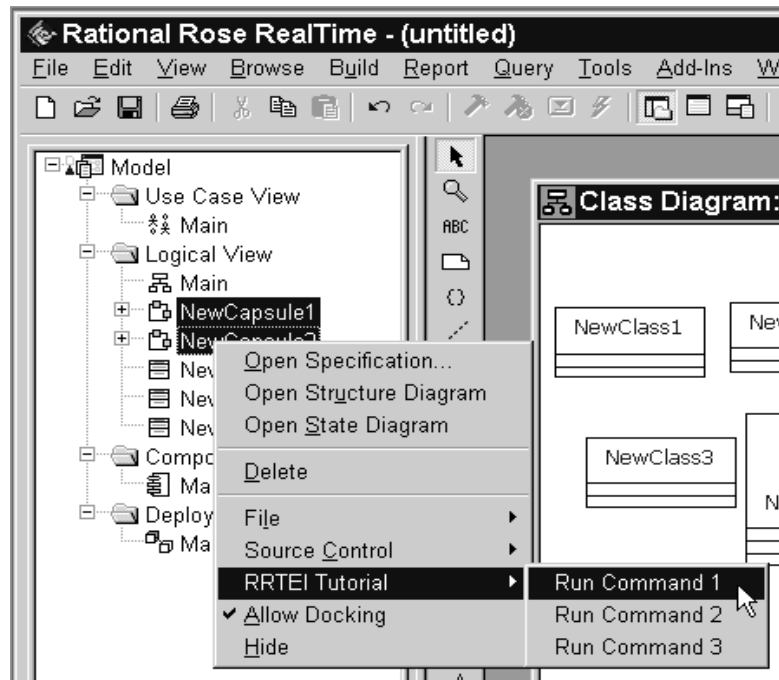 Rational Rose RealTime - (untitled)
File Edit View Browse Build Report Query Tools Add-Ins
Model
Use Case View
Main
Logical View
Main
NewCapsule1
ABC
Class Diagram:
NewClass1
NewClass3
Open Specification...
Open Structure Diagram
Open State Diagram
Delete
File
Source Control
RRTEI Tutorial
Allow Docking
Hide
Run Command 1
Run Command 2
Run Command 3